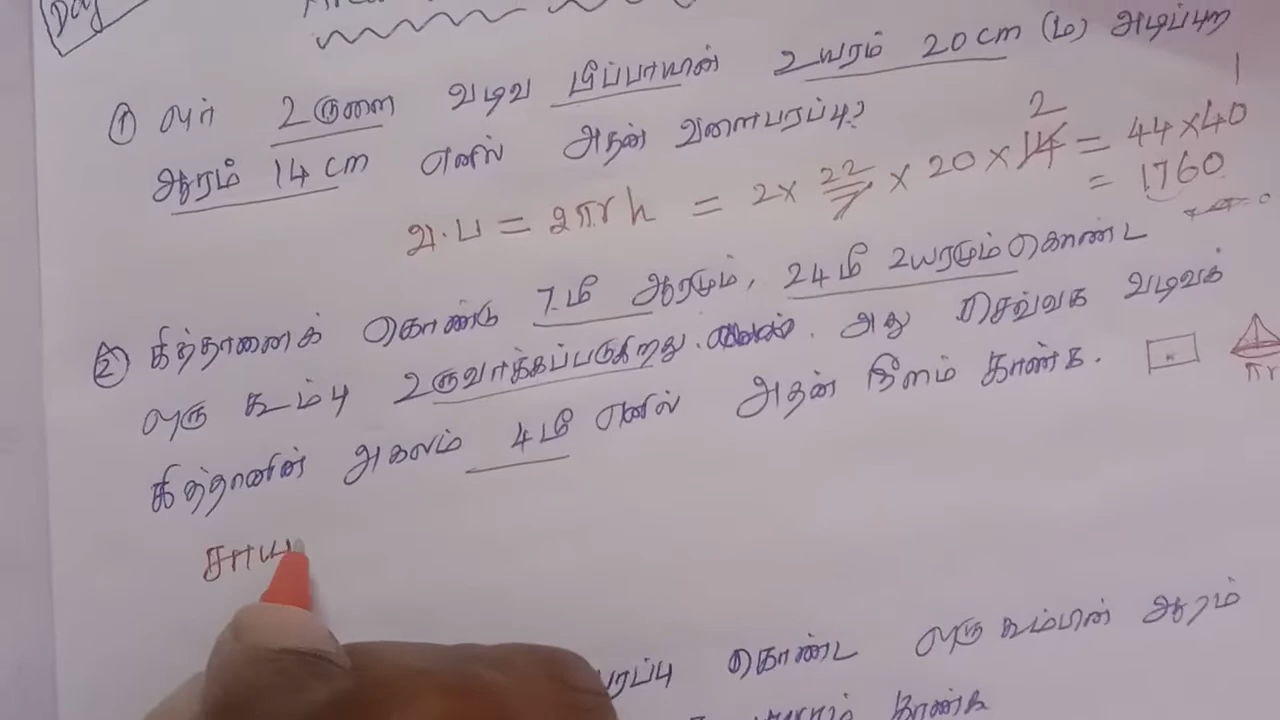 Day
① ஓர் உருளை வடிவ பீப்பாயின் உயரம் 20 cm (ம) அடிப்புற
ஆரம் 14 cm எனில் அதன் வளைபரப்பு?
வ.ப = 2πrh = 2 × 22/7 × 20 × 14 2 = 44 × 40
= 1760
② கித்தானைக் கொண்டு 7 மீ ஆரமும், 24 மீ உயரமும் கொண்ட
ஒரு கூம்பு உருவாக்கப்படுகிறது. அது செவ்வக வடிவக்
கித்தானின் அகலம் 4 மீ எனில் அதன் நீளம் காண்க.
πr
சாய
பரப்பு கொண்ட ஒரு கூம்பின் ஆரம்
காண்க